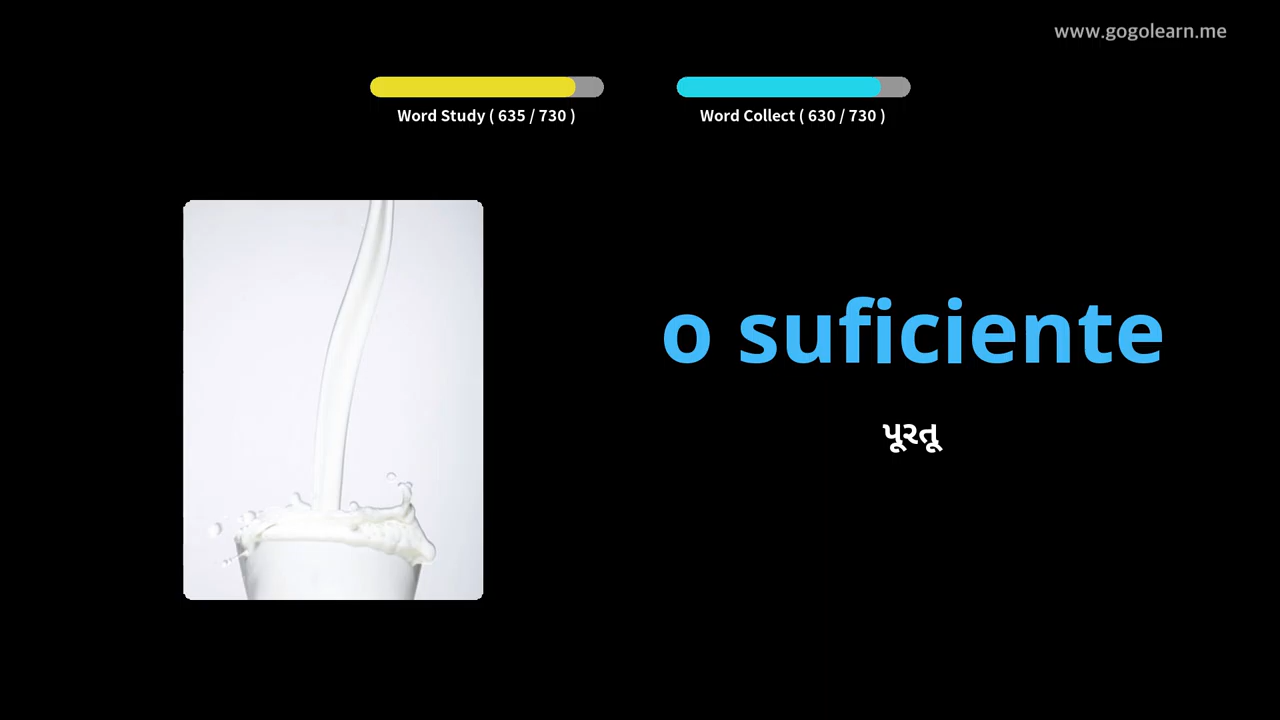 www.gogolearn.me
Word Study ( 635 / 730 )
Word Collect ( 630 / 730 )
o suficiente
પૂરતૂ